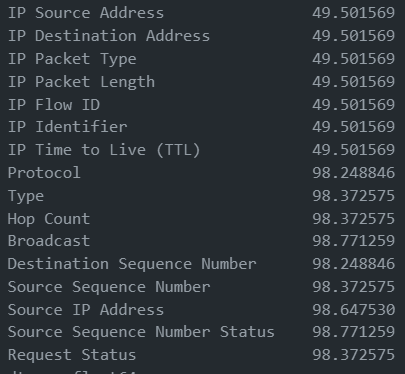 IP Source Address 49.501569
IP Destination Address 49.501569
IP Packet Type 49.501569
IP Packet Length 49.501569
IP Flow ID 49.501569
IP Identifier 49.501569
IP Time to Live (TTL) 49.501569
Protocol 98.248846
Type 98.372575
Hop Count 98.372575
Broadcast 98.771259
Destination Sequence Number 98.248846
Source Sequence Number 98.372575
Source IP Address 98.647530
Source Sequence Number Status 98.771259
Request Status 98.372575